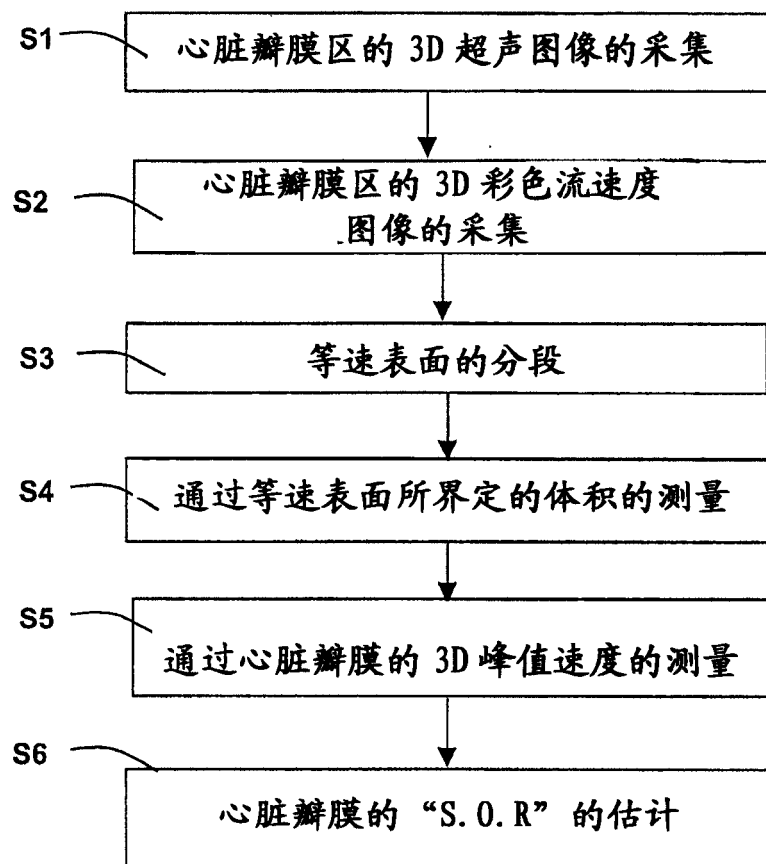 S1
心脏瓣膜区的 3D 超声图像的采集
S2
心脏瓣膜区的 3D 彩色流速度
图像的采集
S3
等速表面的分段
S4
通过等速表面所界定的体积的测量
S5
通过心脏瓣膜的 3D 峰值速度的测量
S6
心脏瓣膜的“S.O.R”的估计